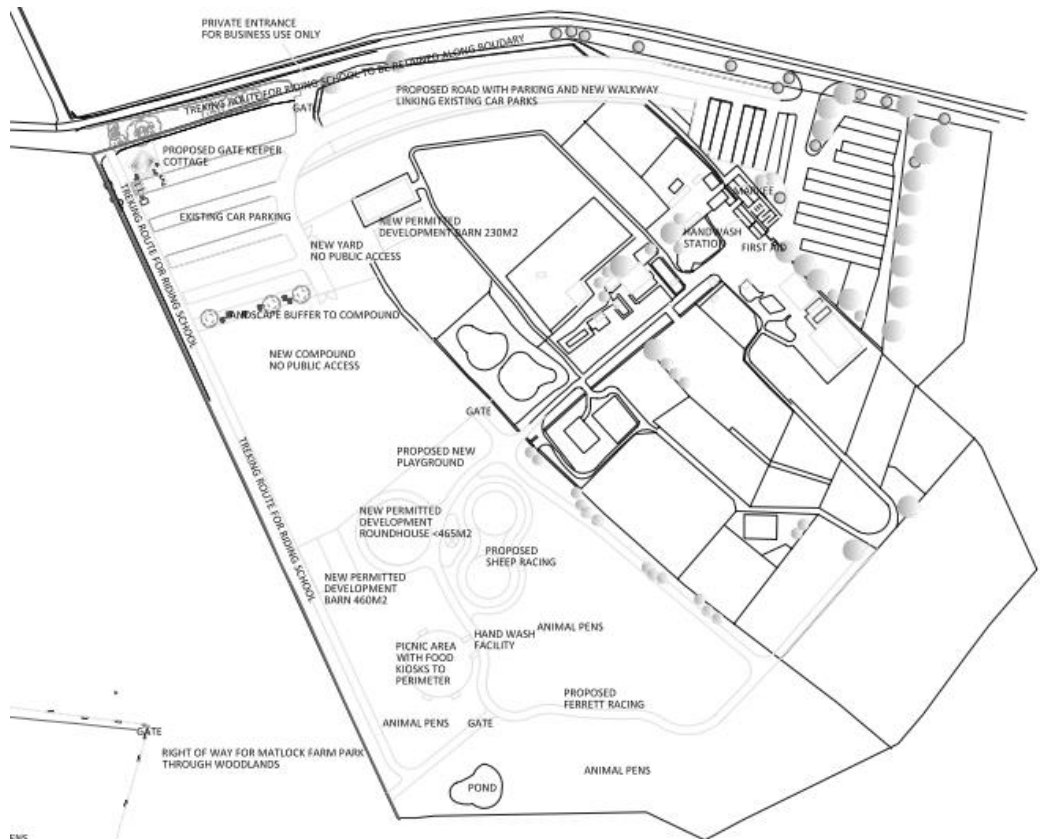 PRIVATE ENTRANCE
FOR BUSINESS USE ONLY
TREKING ROUTE FOR RIDING SCHOOL TO BE RETAINED ALONG BOUDARY
GATE
PROPOSED ROAD WITH PARKING AND NEW WALKWAY
LINKING EXISTING CAR PARKS
PROPOSED GATE KEEPER
COTTAGE
TREKING ROUTE FOR RIDING SCHOOL
EXISTING CAR PARKING
NEW PERMITTED
DEVELOPMENT BARN 230M2
MARVEE
HANDWASH
STATION
FIRST AID
NEW YARD
NO PUBLIC ACCESS
LANDSCAPE BUFFER TO COMPOUND
NEW COMPOUND
NO PUBLIC ACCESS
GATE
TREKING ROUTE FOR RIDING SCHOOL
PROPOSED NEW
PLAYGROUND
NEW PERMITTED
DEVELOPMENT
ROUNDHOUSE <465M2
PROPOSED
SHEEP RACING
NEW PERMITTED
DEVELOPMENT
BARN 460M2
HAND WASH
FACILITY
ANIMAL PENS
PICNIC AREA
WITH FOOD
KIOSKS TO
PERIMETER
PROPOSED
FERRETT RACING
ANIMAL PENS
GATE
GATE
RIGHT OF WAY FOR MATLOCK FARM PARK
THROUGH WOODLANDS
ANIMAL PENS
POND
ENS